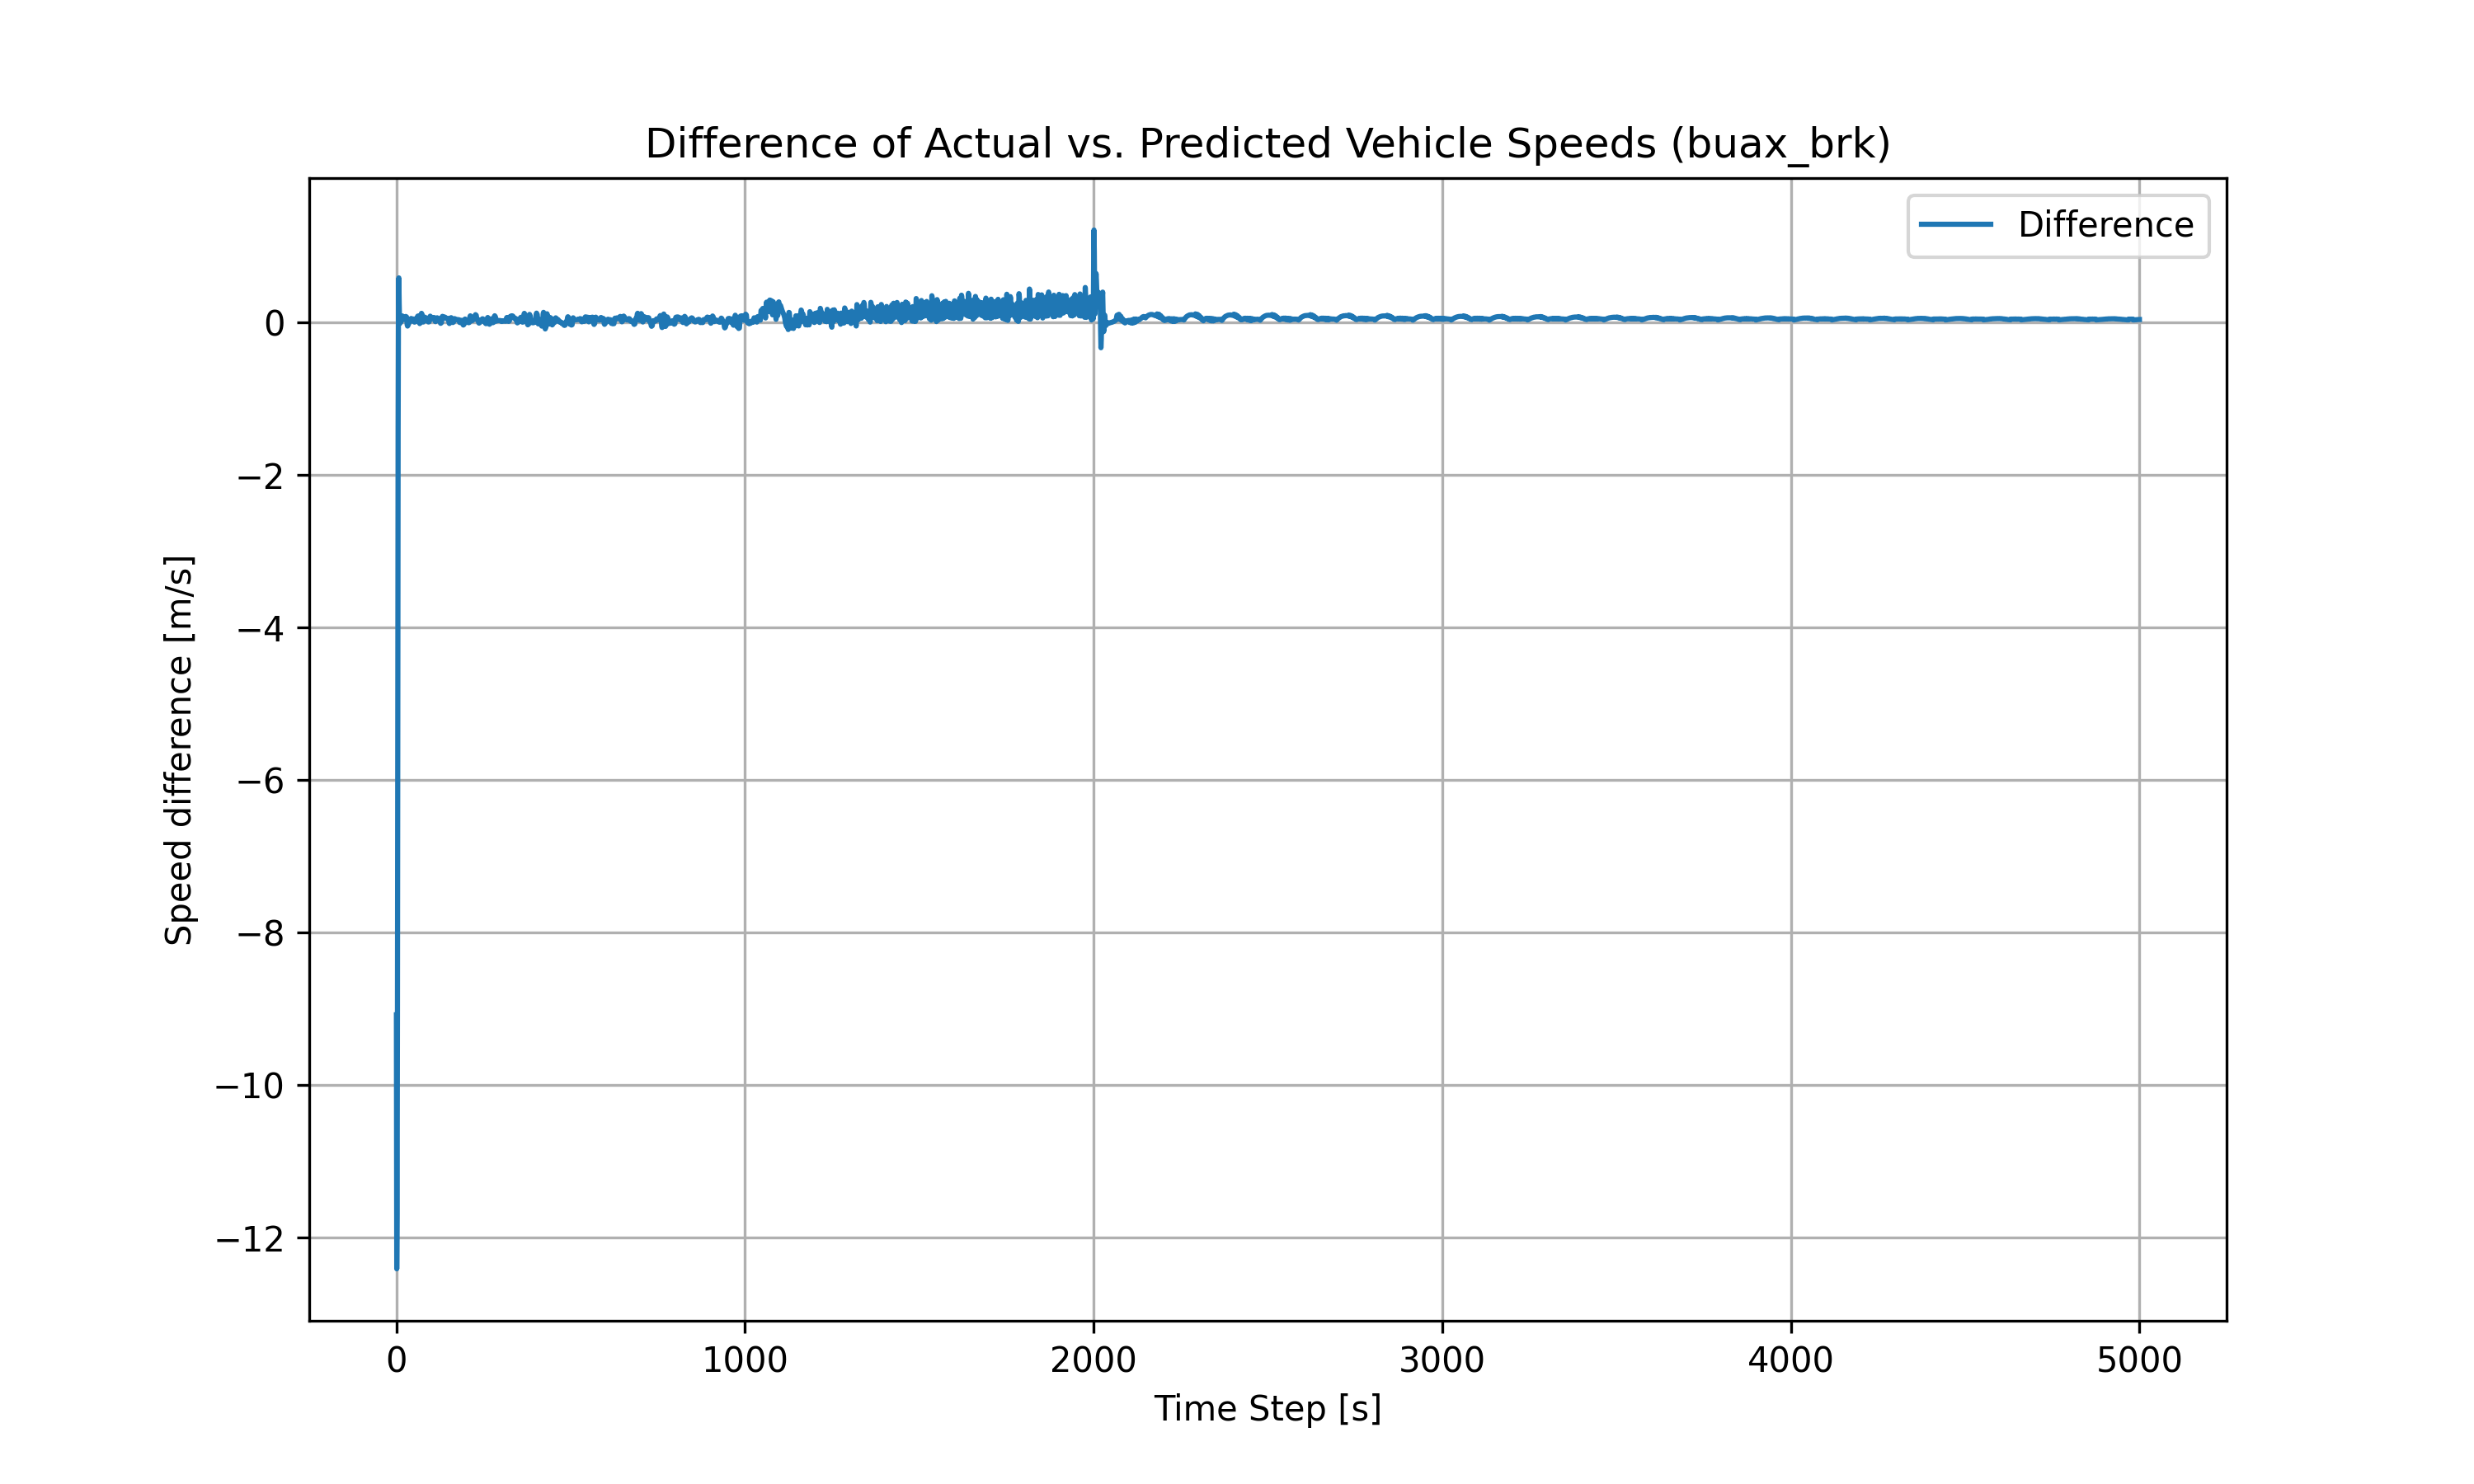 Difference of Actual vs. Predicted Vehicle Speeds (buax_brk)
Difference
0
−2
−4
−6
−8
−10
−12
Speed difference [m/s]
0 1000 2000 3000 4000 5000
Time Step [s]